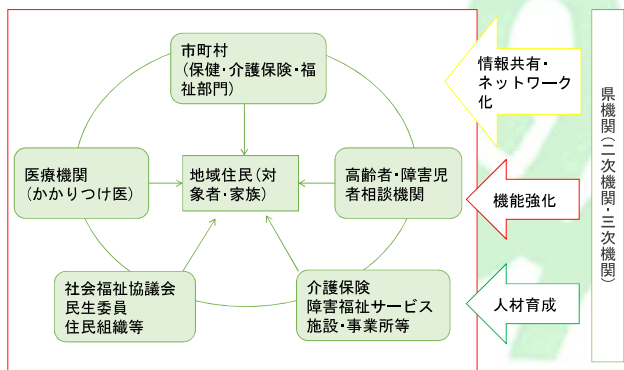 市町村
(保健・介護保険・福
祉部門)
情報共有・
ネットワーク
化
医療機関
(かかりつけ医)
地域住民(対
象者・家族)
高齢者・障害児
者相談機関
機能強化
社会福祉協議会
民生委員
住民組織等
介護保険
障害福祉サービス
施設・事業所等
人材育成
県機関(二次機関・三次機関)